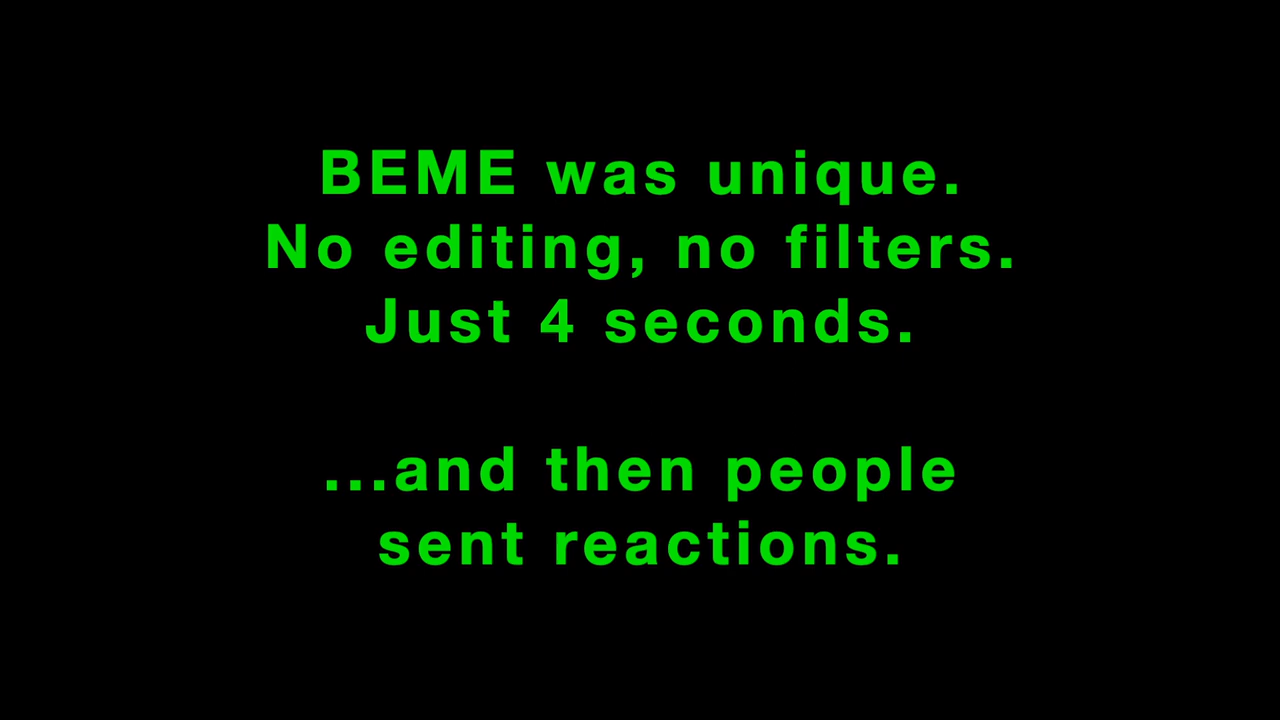 BEME was unique.
No editing, no filters.
Just 4 seconds.
...and then people
sent reactions.